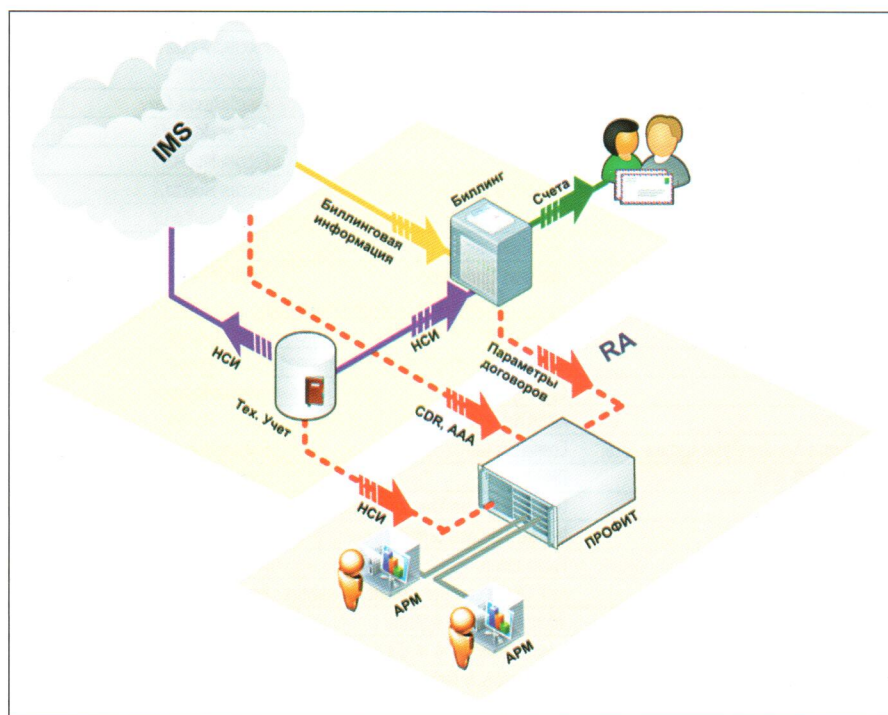 IMS
Биллинг
Счета
Биллинговая
информация
НСИ
НСИ
Тех. Учет
Параметры
договоров
RA
CDR, AAA
НСИ
ПРОФИТ
АРМ
АРМ